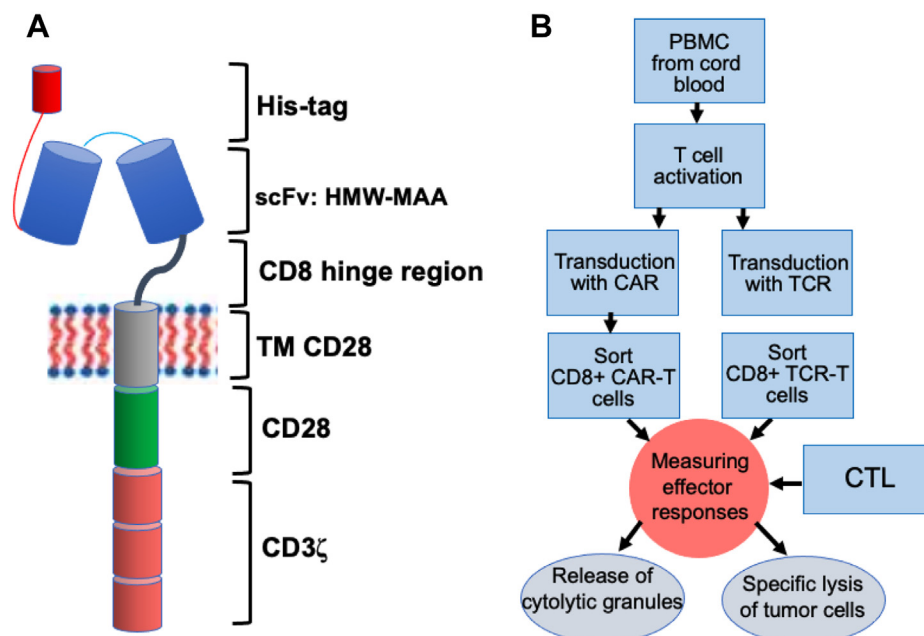 A
His-tag
scFv: HMW-MAA
CD8 hinge region
TM CD28
CD28
CD3ζ
B
PBMC
from cord
blood
T cell
activation
Transduction
with CAR
Transduction
with TCR
Sort
CD8+ CAR-T
cells
Sort
CD8+ TCR-T
cells
Measuring
effector
responses
CTL
Release of
cytolytic granules
Specific lysis
of tumor cells